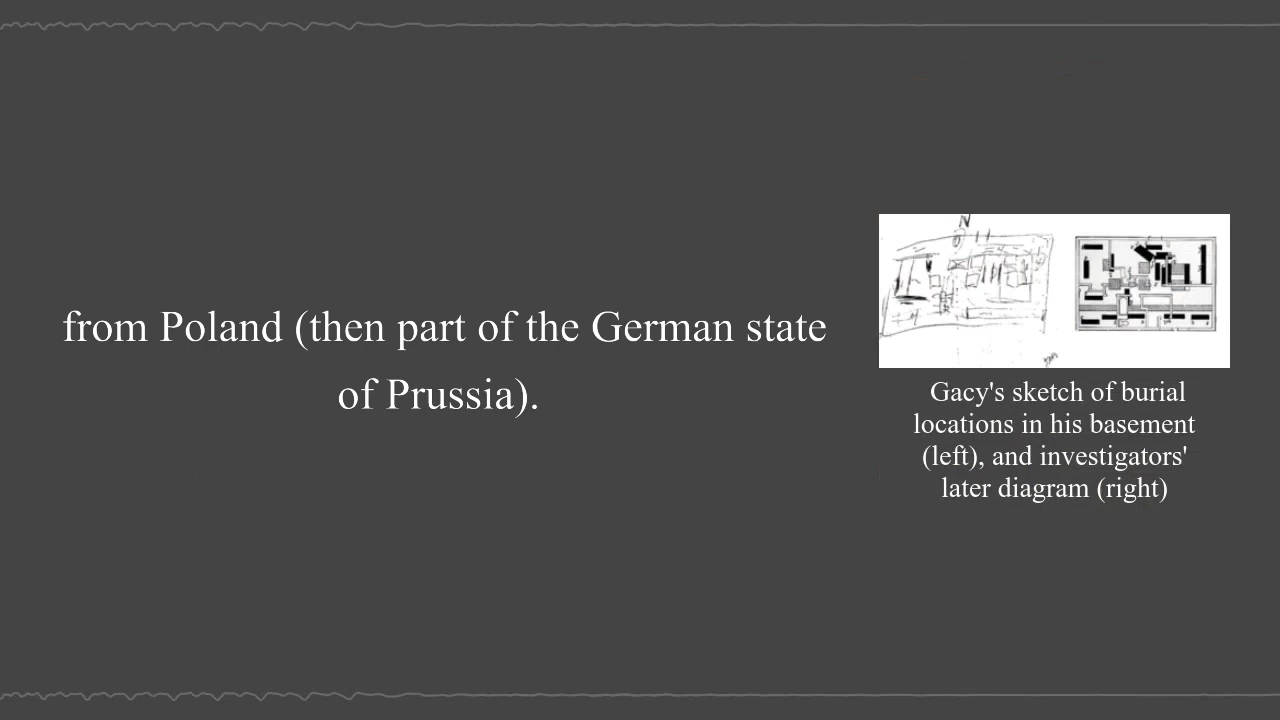 from Poland (then part of the German state
of Prussia).
N
Gacy's sketch of burial
locations in his basement
(left), and investigators'
later diagram (right)